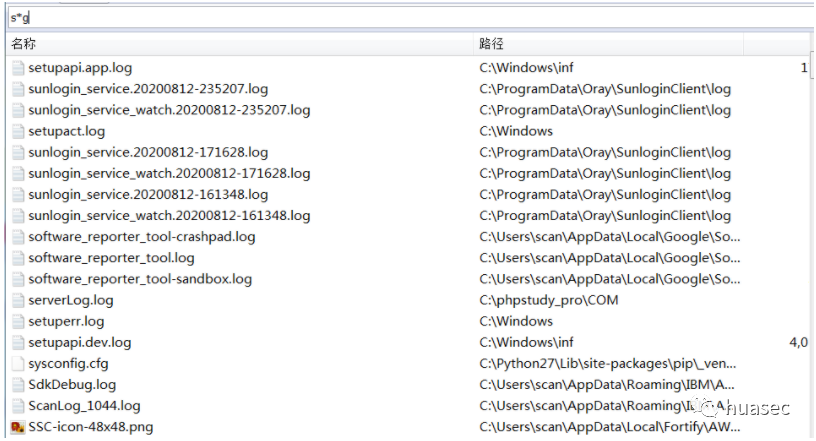 s*g
名称 路径
setupapi.app.log C:\Windows\inf 1
sunlogin_service.20200812-235207.log C:\ProgramData\Oray\SunloginClient\log
sunlogin_service_watch.20200812-235207.log C:\ProgramData\Oray\SunloginClient\log
setupact.log C:\Windows
sunlogin_service.20200812-171628.log C:\ProgramData\Oray\SunloginClient\log
sunlogin_service_watch.20200812-171628.log C:\ProgramData\Oray\SunloginClient\log
sunlogin_service.20200812-161348.log C:\ProgramData\Oray\SunloginClient\log
sunlogin_service_watch.20200812-161348.log C:\ProgramData\Oray\SunloginClient\log
software_reporter_tool-crashpad.log C:\Users\scan\AppData\Local\Google\So...
software_reporter_tool.log C:\Users\scan\AppData\Local\Google\So...
software_reporter_tool-sandbox.log C:\Users\scan\AppData\Local\Google\So...
serverLog.log C:\phpstudy_pro\COM
setuperr.log C:\Windows
setupapi.dev.log C:\Windows\inf 4,0
sysconfig.cfg C:\Python27\Lib\site-packages\pip\_ven...
SdkDebug.log C:\Users\scan\AppData\Roaming\IBM\A...
ScanLog_1044.log C:\Users\scan\AppData\Roaming\IBM\A... huasec
SSC-icon-48x48.png C:\Users\scan\AppData\Local\Fortify\AW...